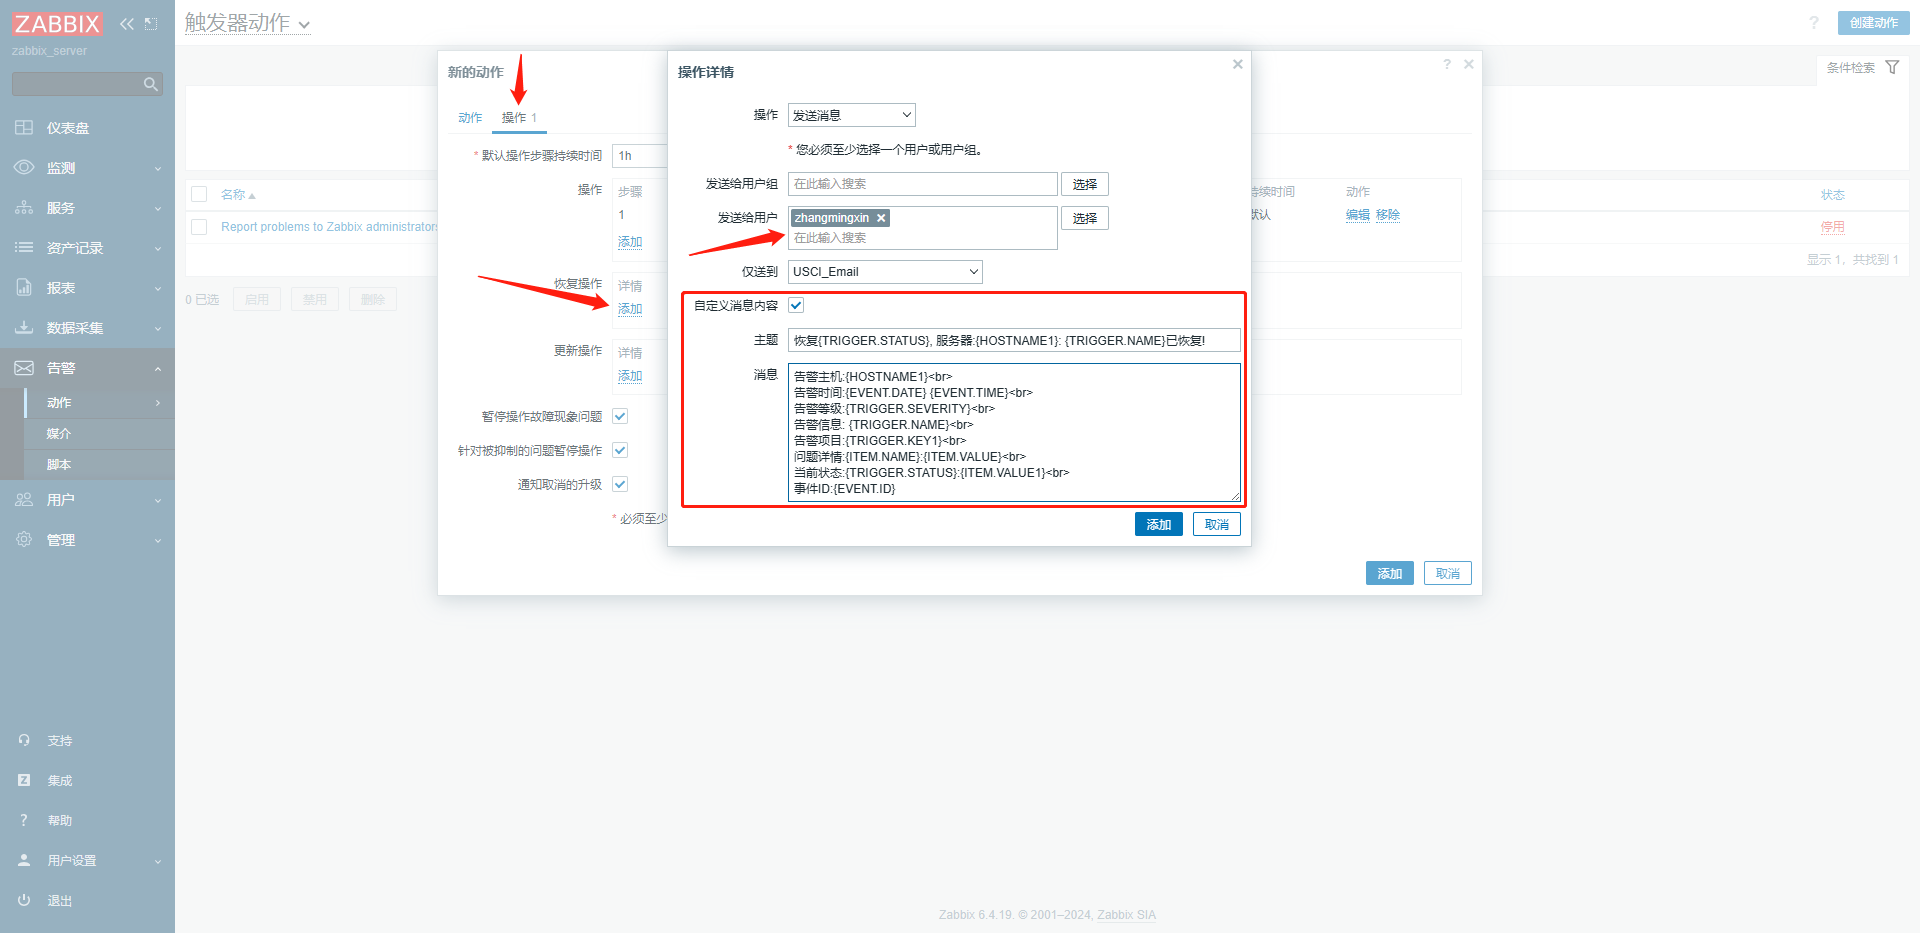 ZABBIX
zabbix_server
仪表盘
监测
服务
资产记录
报表
数据采集
告警
动作
媒介
脚本
用户
管理
支持
Z 集成
? 帮助
用户设置
退出
触发器动作
? 创建动作
条件检索
名称
状态
Report problems to Zabbix administrators
停用
显示 1，共找到 1
0 已选 启用 禁用 删除
新的动作
?
动作 操作 1
* 默认操作步骤持续时间 1h
操作 步骤 持续时间 动作
1 默认 编辑 移除
添加
恢复操作 详情
添加
更新操作 详情
添加
暂停操作故障现象问题
针对被抑制的问题暂停操作
通知取消的升级
* 必须至少
添加 取消
操作详情
操作 发送消息
* 您必须至少选择一个用户或用户组。
发送给用户组 在此输入搜索 选择
发送给用户 zhangmingxin 选择
在此输入搜索
仅送到 USCI_Email
自定义消息内容
主题 恢复{TRIGGER.STATUS}, 服务器:{HOSTNAME1}: {TRIGGER.NAME}已恢复!
消息 告警主机:{HOSTNAME1}<br>
告警时间:{EVENT.DATE} {EVENT.TIME}<br>
告警等级:{TRIGGER.SEVERITY}<br>
告警信息: {TRIGGER.NAME}<br>
告警项目:{TRIGGER.KEY1}<br>
问题详情:{ITEM.NAME}:{ITEM.VALUE}<br>
当前状态:{TRIGGER.STATUS}:{ITEM.VALUE1}<br>
事件ID:{EVENT.ID}
添加 取消
Zabbix 6.4.19. © 2001–2024, Zabbix SIA